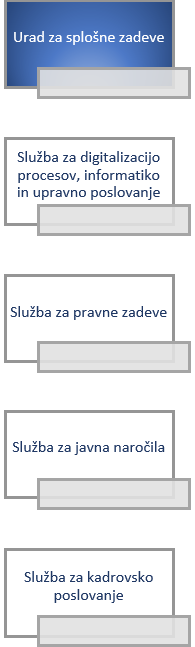 Urad za splošne zadeve
Služba za digitalizacijo
procesov, informatiko
in upravno poslovanje
Služba za pravne zadeve
Služba za javna naročila
Služba za kadrovsko
poslovanje